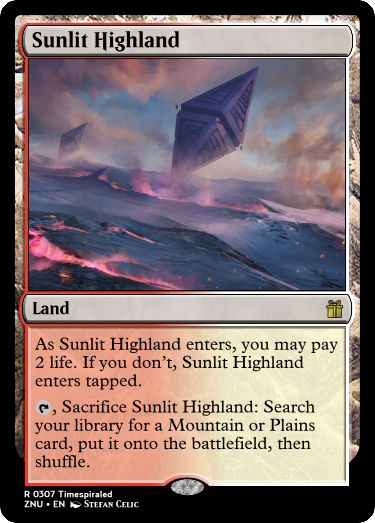 Sunlit Highland
Land
As Sunlit Highland enters, you may pay
2 life. If you don't, Sunlit Highland
enters tapped.
, Sacrifice Sunlit Highland: Search
your library for a Mountain or Plains
card, put it onto the battlefield, then
shuffle.
R 0307 Timespiraled
ZNU • EN Stefan Celic